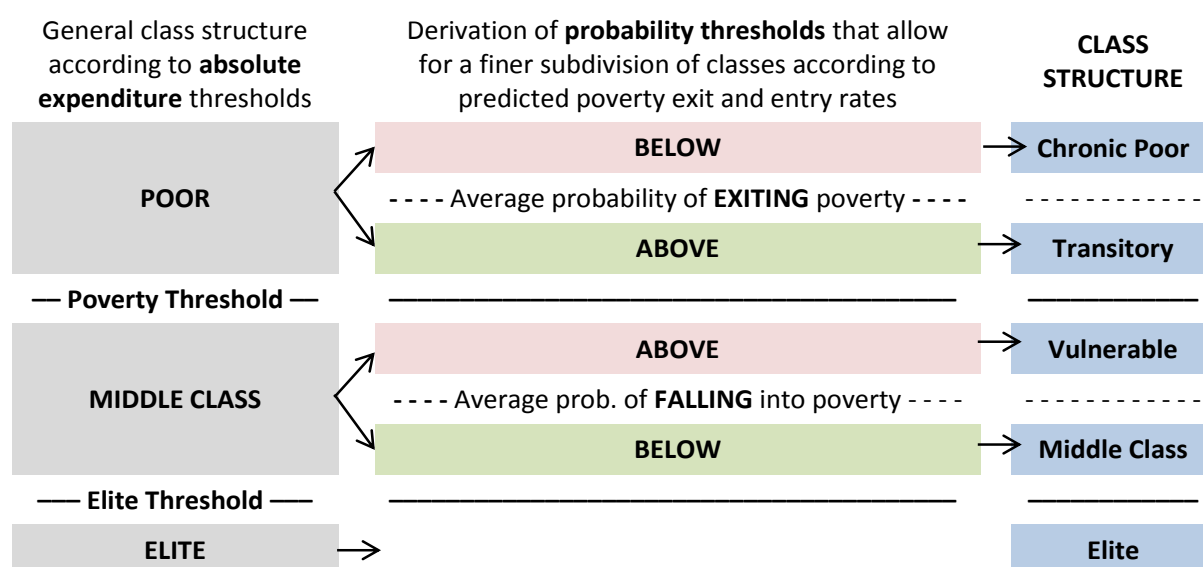 General class structure
according to absolute
expenditure thresholds
Derivation of probability thresholds that allow
for a finer subdivision of classes according to
predicted poverty exit and entry rates
CLASS
STRUCTURE
POOR
BELOW
Chronic Poor
- - - - Average probability of EXITING poverty - - - -
ABOVE
Transitory
— Poverty Threshold —
MIDDLE CLASS
ABOVE
Vulnerable
- - - - Average prob. of FALLING into poverty - - - -
BELOW
Middle Class
— Elite Threshold —
ELITE
Elite